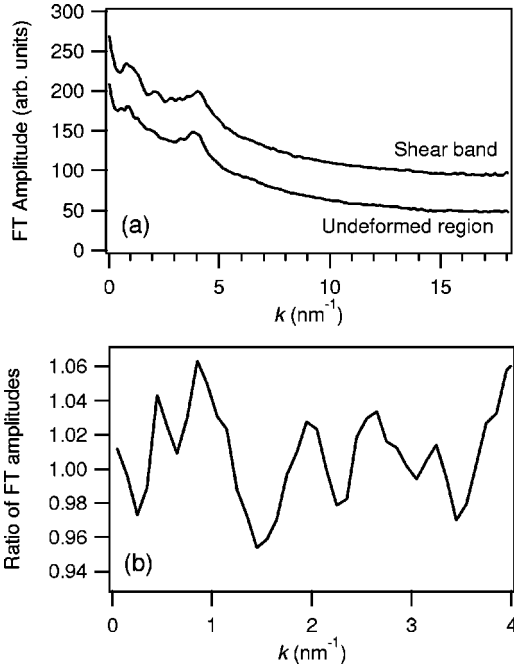 300
250
200
150
100
50
0
FT Amplitude (arb. units)
Shear band
Undeformed region
(a)
0 5 10 15
k (nm⁻¹)
1.06
1.04
1.02
1.00
0.98
0.96
0.94
Ratio of FT amplitudes
(b)
0 1 2 3 4
k (nm⁻¹)